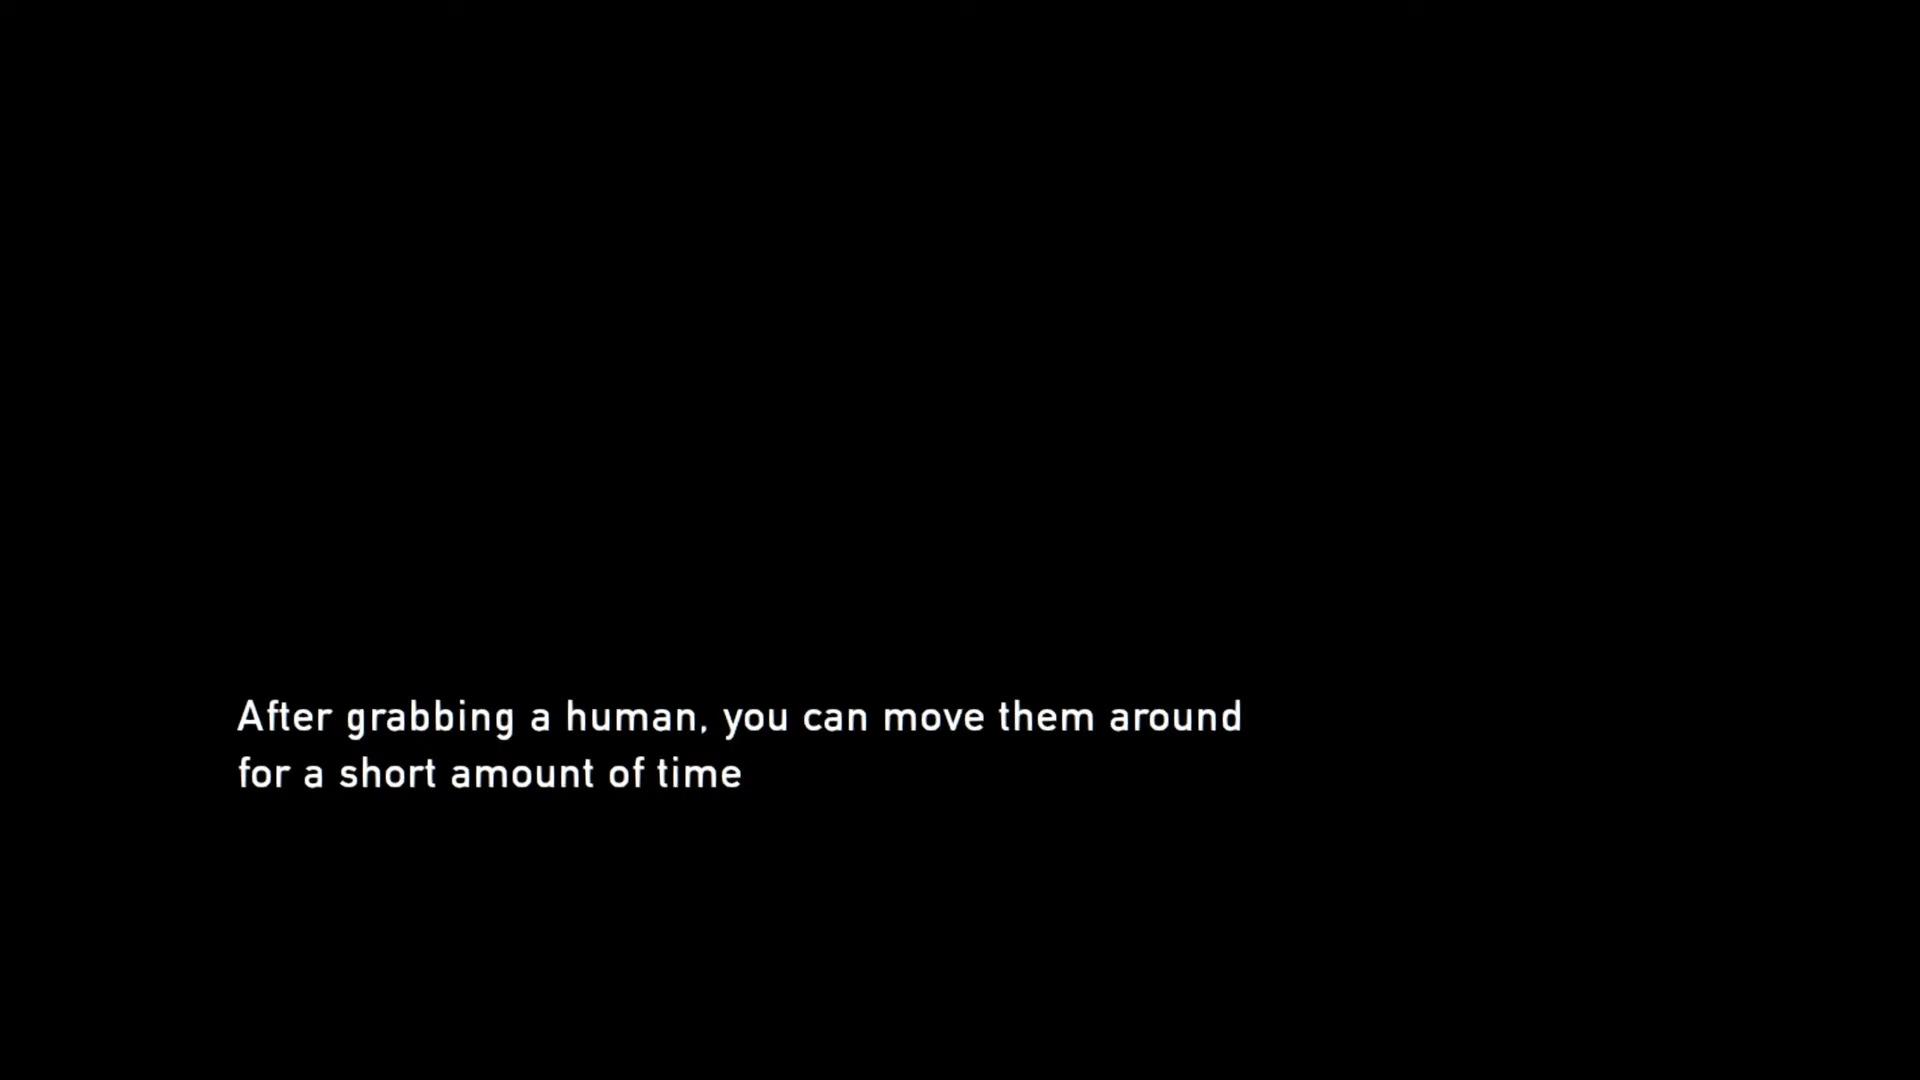 After grabbing a human, you can move them around
for a short amount of time